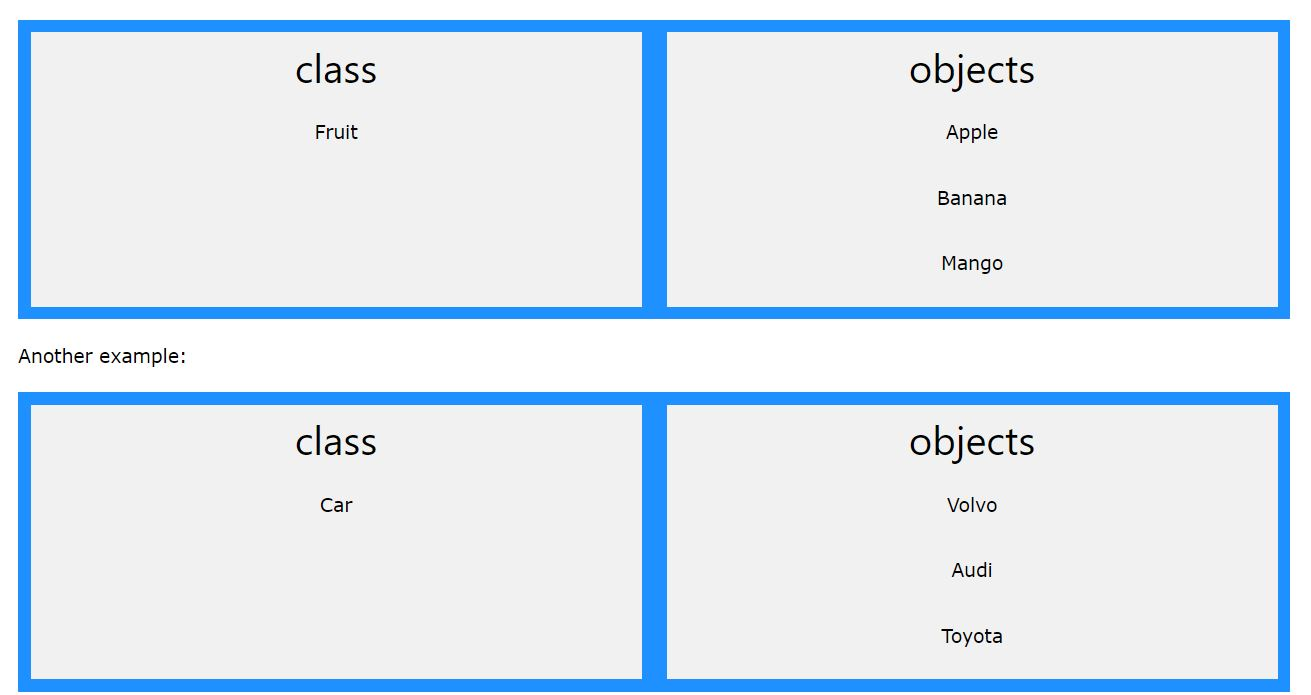 class
Fruit
objects
Apple
Banana
Mango
Another example:
class
Car
objects
Volvo
Audi
Toyota